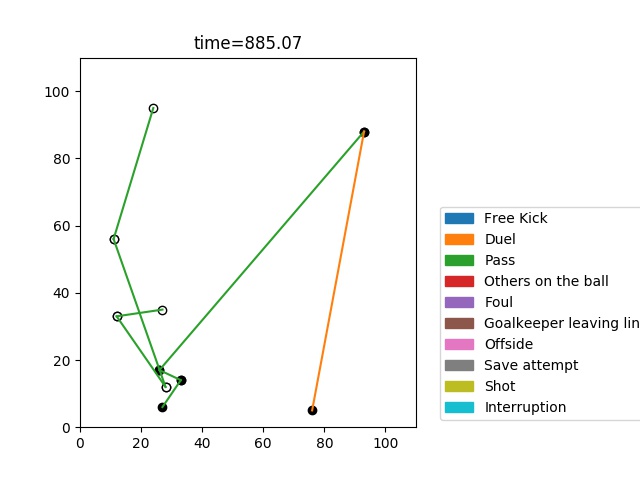 time=885.07
100
80
60
40
20
0
0 20 40 60 80 100
Free Kick
Duel
Pass
Others on the ball
Foul
Goalkeeper leaving lin
Offside
Save attempt
Shot
Interruption